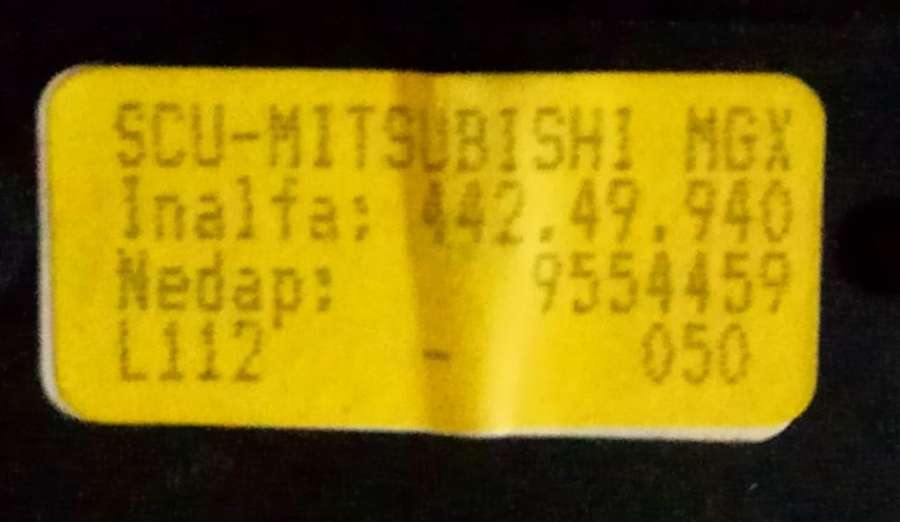 SCU-MITSUBISHI MGX
Inalfa: 442.49.940
Nedap: 9554459
L112 - 050